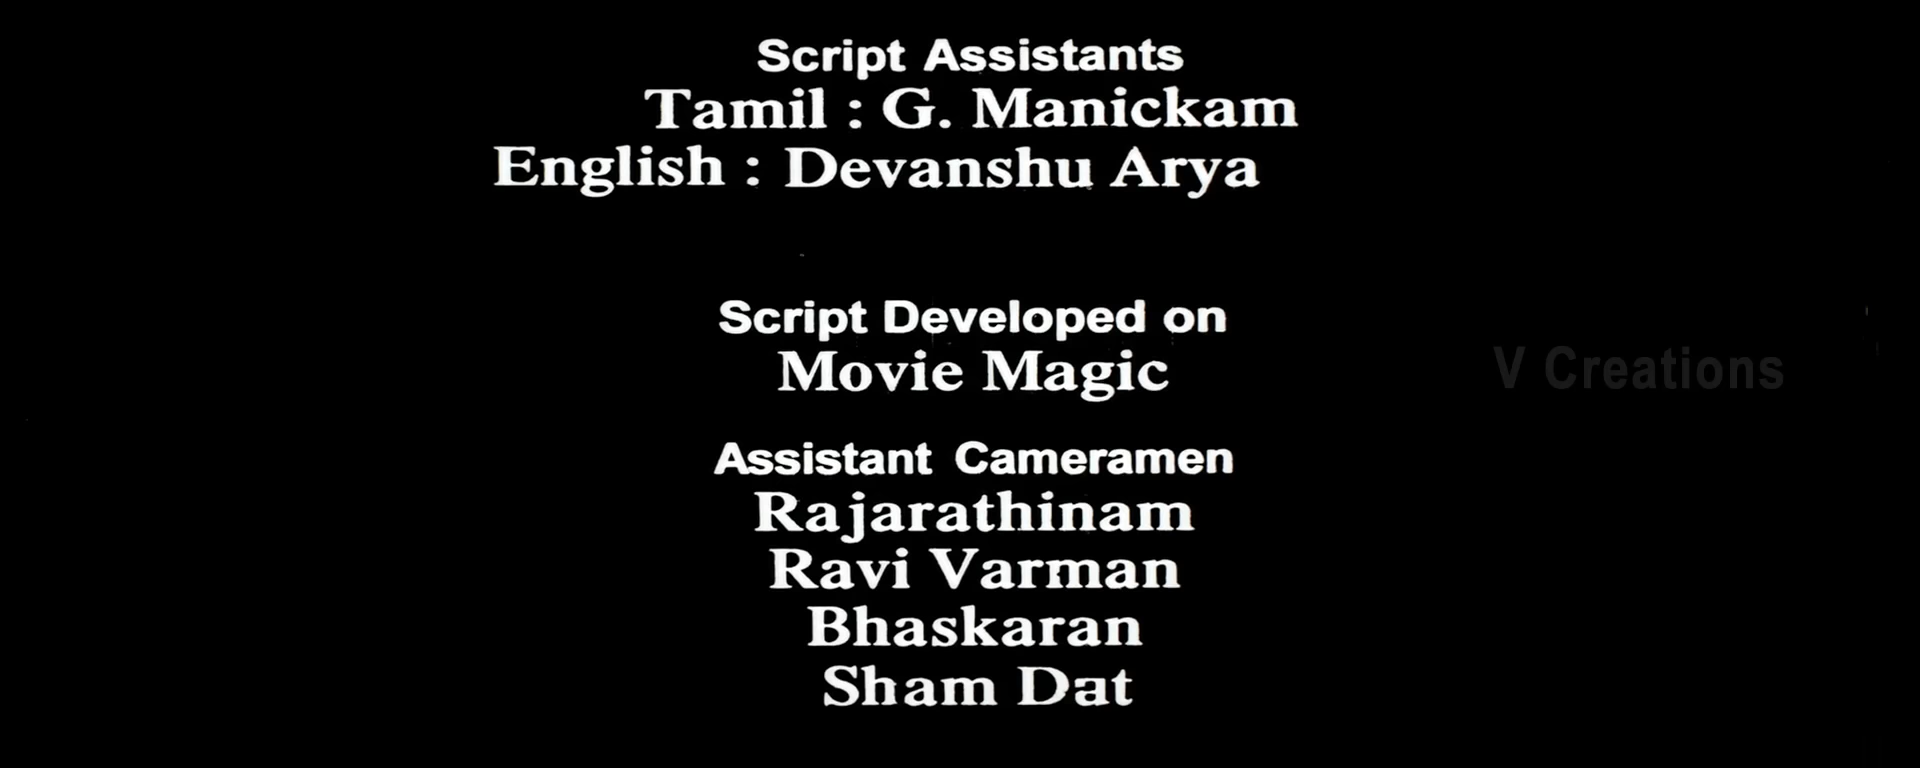 Script Assistants
Tamil : G. Manickam
English : Devanshu Arya
Script Developed on
Movie Magic
V Creations
Assistant Cameramen
Rajarathinam
Ravi Varman
Bhaskaran
Sham Dat